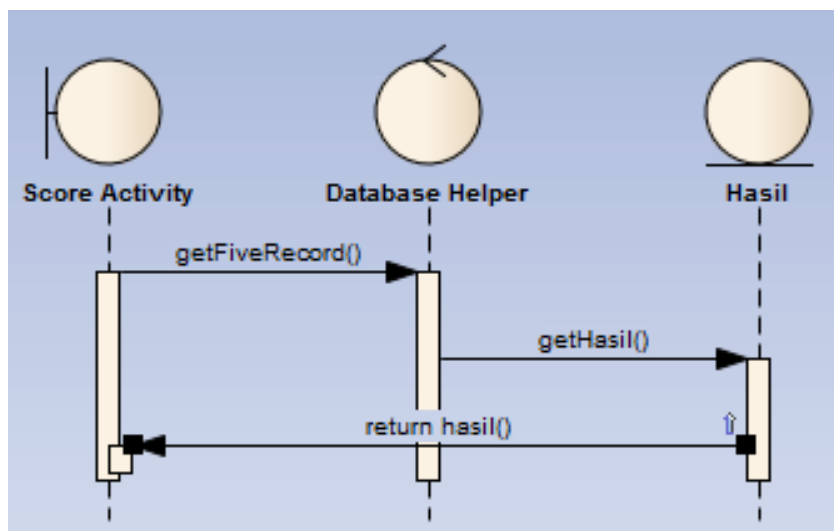 Score Activity
Database Helper
Hasil
getFiveRecord()
getHasil()
return hasil()